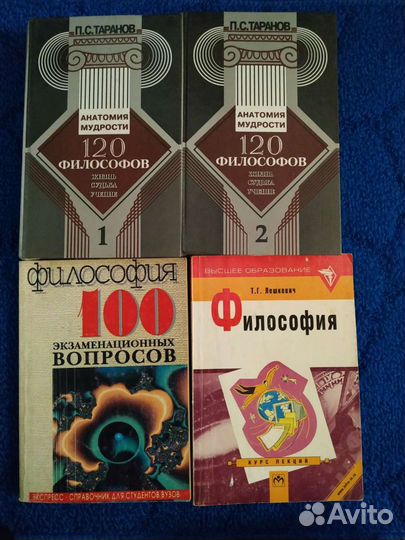 П.С.ТАРАНОВ
АНАТОМИЯ
МУДРОСТИ
120
ФИЛОСОФОВ
ЖИЗНЬ
СУДЬБА
УЧЕНИЕ
1
П.С.ТАРАНОВ
АНАТОМИЯ
МУДРОСТИ
120
ФИЛОСОФОВ
ЖИЗНЬ
СУДЬБА
УЧЕНИЕ
2
ФИЛОСОФИЯ
100
ЭКЗАМЕНАЦИОННЫХ
ВОПРОСОВ
ЭКСПРЕСС - СПРАВОЧНИК ДЛЯ СТУДЕНТОВ ВУЗОВ
ВЫСШЕЕ ОБРАЗОВАНИЕ
Т.Г. Лешкевич
Философия
КУРС ЛЕКЦИЙ
Avito